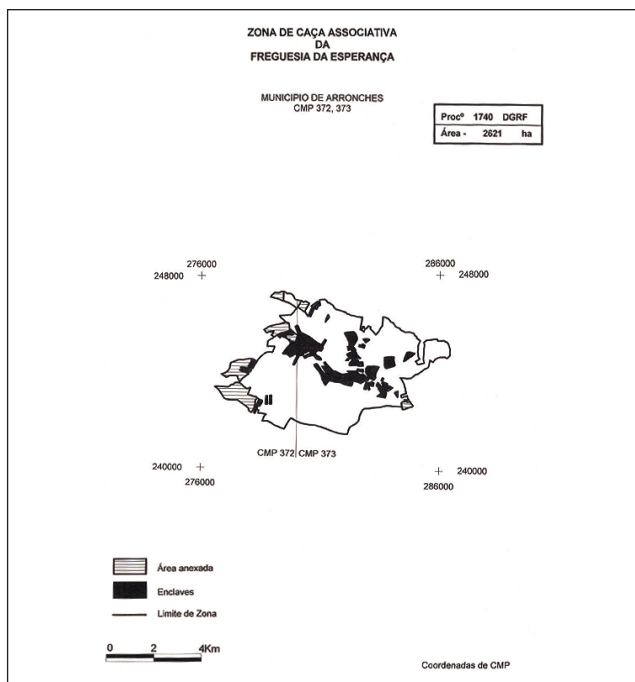 ZONA DE CAÇA ASSOCIATIVA
DA
FREGUESIA DA ESPERANÇA
MUNICIPIO DE ARRONCHES
CMP 372, 373
Procº 1740 DGRF
Área - 2621 ha
276000
248000
286000
248000
CMP 372 CMP 373
240000
276000
240000
286000
Área anexada
Enclaves
Limite de Zona
0 2 4Km
Coordenadas de CMP